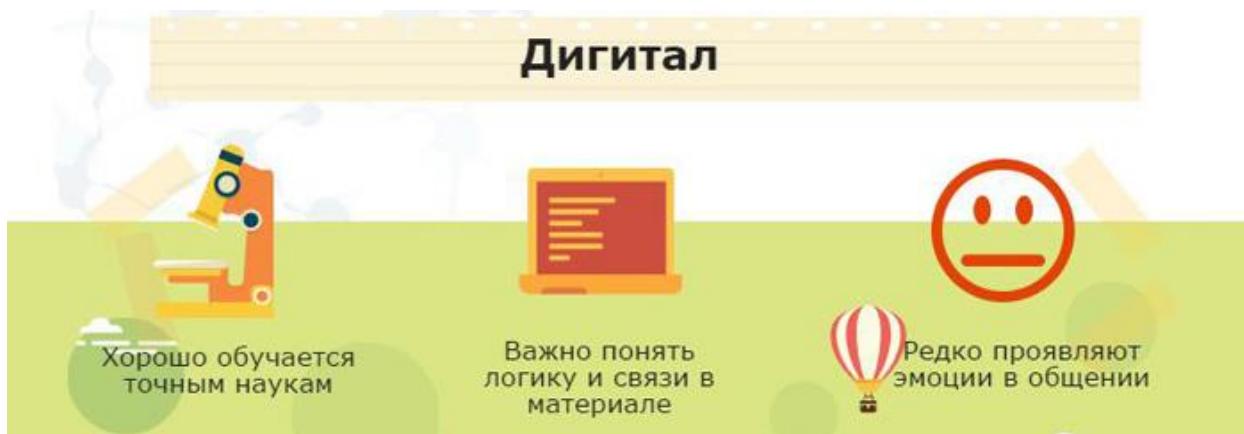 Дигитал
Хорошо обучается
точным наукам
Важно понять
логику и связи в
материале
Редко проявляют
эмоции в общении